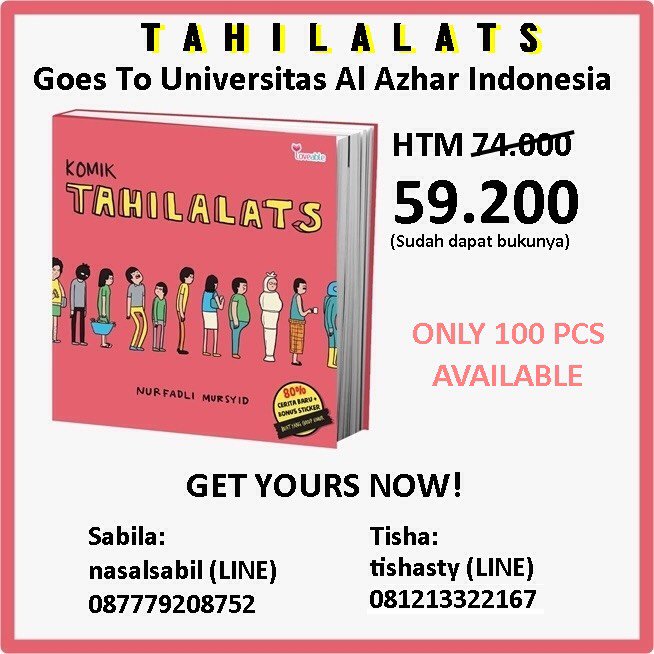 TAHILALATS
Goes To Universitas Al Azhar Indonesia
loveable
KOMIK
TAHILALATS
NURFADLI MURSYID
80%
CERITA BARU +
BONUS STICKER
HTM 74.000
59.200
(Sudah dapat bukunya)
ONLY 100 PCS
AVAILABLE
GET YOURS NOW!
Sabila:
nasalsabil (LINE)
087779208752
Tisha:
tishasty (LINE)
081213322167